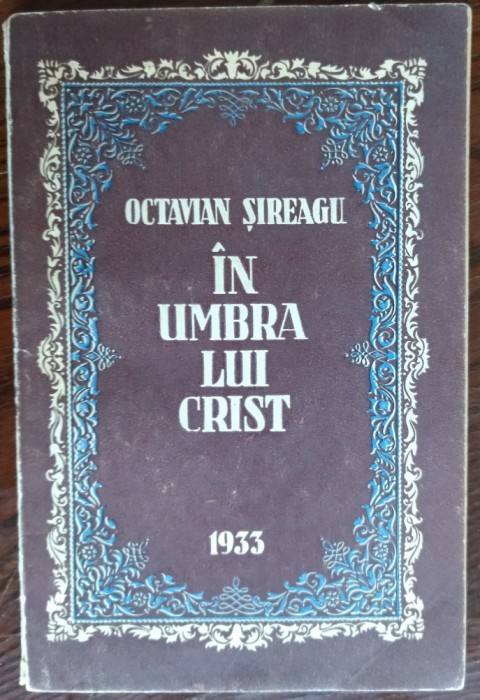 OCTAVIAN ȘIREAGU
ÎN
UMBRA
LUI
CRIST
1933